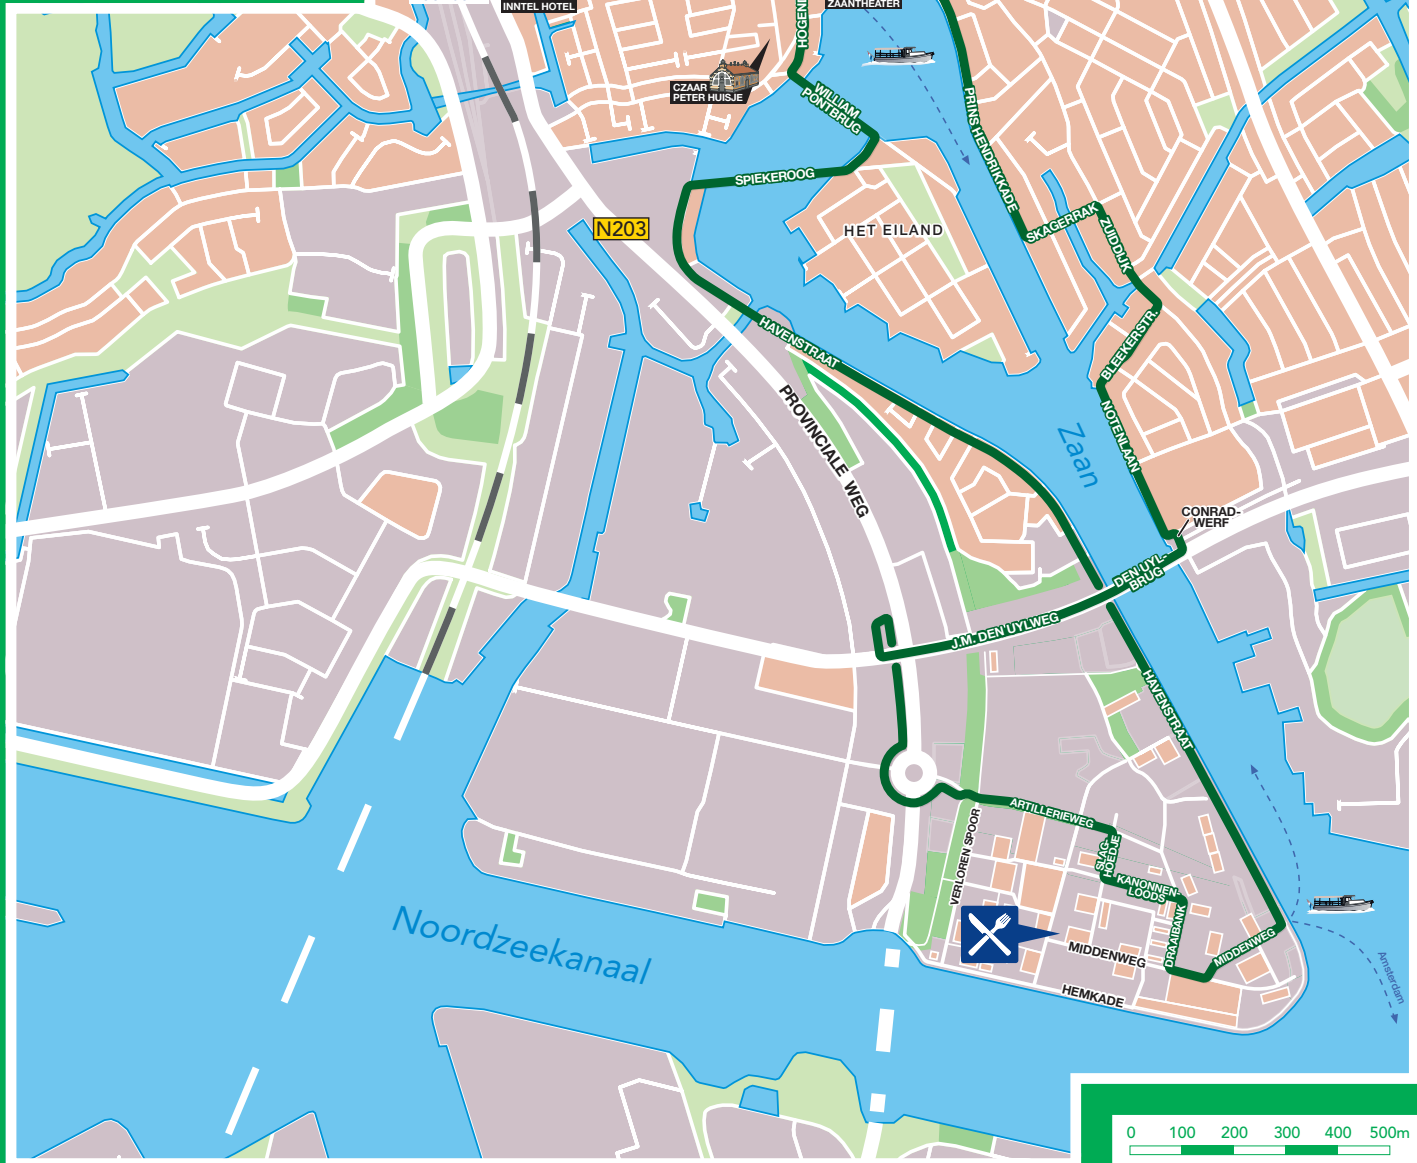 INNTEL HOTEL
ZAANTHEATER
CZAAR
PETER HUISJE
WILLIAM
PONTBRUG
PRINS HENDRIKKADE
SPIEKEROOG
SKAGERRAK
ZUIDDIJK
N203
HET EILAND
BLEEKERSTR.
HAVENSTRAAT
PROVINCIALE WEG
Zaan
NOTENLAAN
CONRAD-
WERF
DEN UYL-
BRUG
J.M. DEN UYLWEG
HAVENSTRAAT
ARTILLERIEWEG
VERLOREN SPOOR
SLAG-
HOEDJE
KANONNEN-
LOODS
DRAAIBANK
MIDDENWEG
MIDDENWEG
HEMKADE
Noordzeekanaal
Amsterdam
0 100 200 300 400 500m